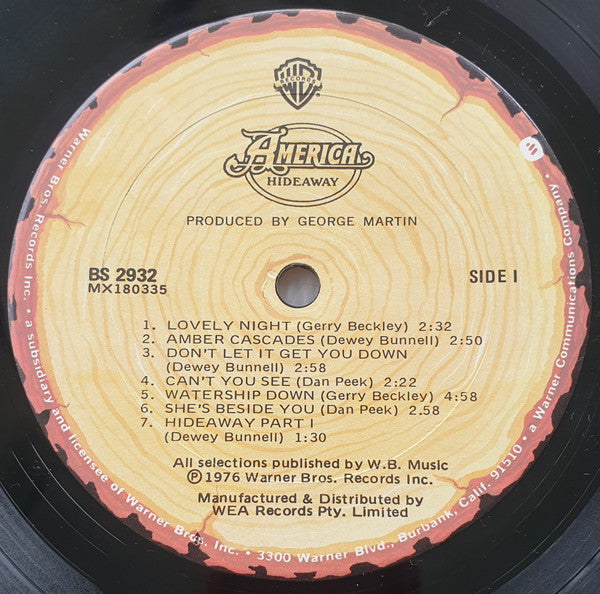 WB
RECORDS
AMERICA
HIDEAWAY
PRODUCED BY GEORGE MARTIN
BS 2932
MX180335
SIDE I
1. LOVELY NIGHT (Gerry Beckley) 2:32
2. AMBER CASCADES (Dewey Bunnell) 2:50
3. DON'T LET IT GET YOU DOWN
(Dewey Bunnell) 2:58
4. CAN'T YOU SEE (Dan Peek) 2:22
5. WATERSHIP DOWN (Gerry Beckley) 4:58
6. SHE'S BESIDE YOU (Dan Peek) 2.58
7. HIDEAWAY PART I
(Dewey Bunnell) 1:30
All selections published by W.B. Music
Ⓟ 1976 Warner Bros. Records Inc.
Manufactured & Distributed by
WEA Records Pty. Limited
Warner Bros. Records Inc. • a subsidiary and licensee of Warner Bros. Inc. • 3300 Warner Blvd., Burbank, Calif. 91510 • a Warner Communications Company •